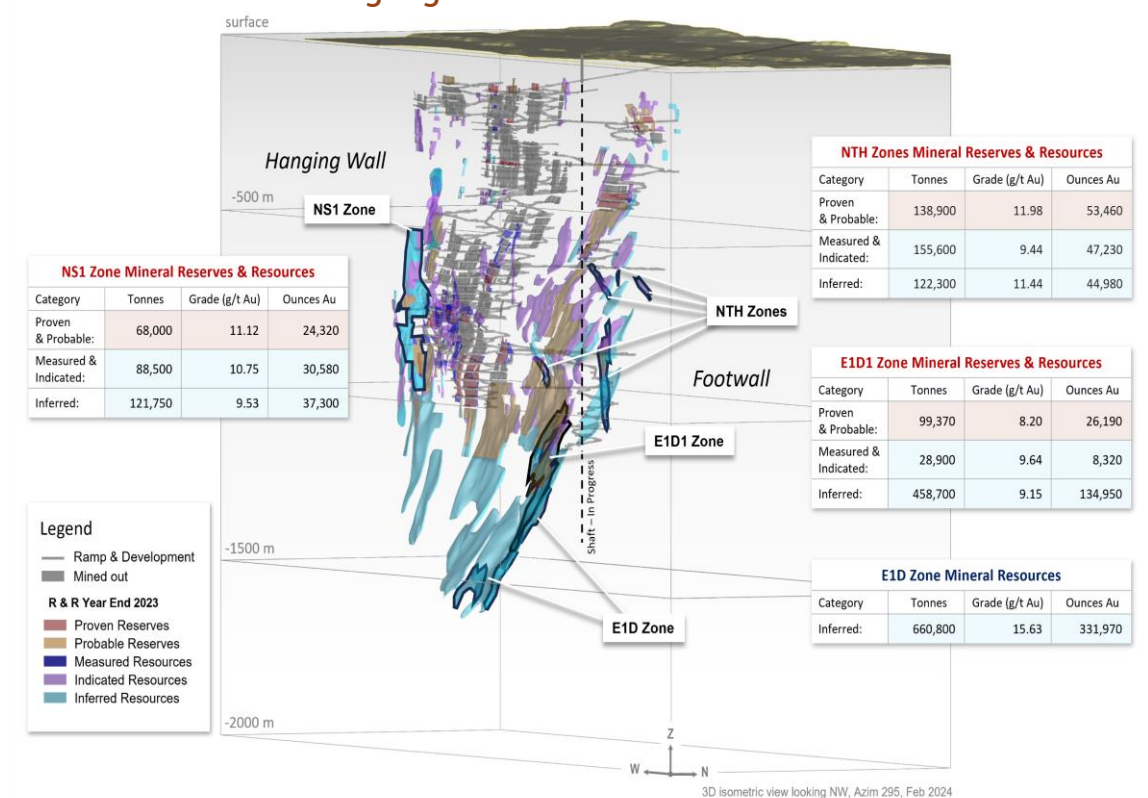 surface
Hanging Wall
NS1 Zone
-500 m
NTH Zones Mineral Reserves & Resources
Category Tonnes Grade (g/t Au) Ounces Au
Proven
& Probable: 138,900 11.98 53,460
Measured &
Indicated: 155,600 9.44 47,230
Inferred: 122,300 11.44 44,980
NS1 Zone Mineral Reserves & Resources
Category Tonnes Grade (g/t Au) Ounces Au
Proven
& Probable: 68,000 11.12 24,320
Measured &
Indicated: 88,500 10.75 30,580
Inferred: 121,750 9.53 37,300
NTH Zones
Footwall
E1D1 Zone Mineral Reserves & Resources
Category Tonnes Grade (g/t Au) Ounces Au
Proven
& Probable: 99,370 8.20 26,190
Measured &
Indicated: 28,900 9.64 8,320
Inferred: 458,700 9.15 134,950
E1D1 Zone
Shaft – In Progress
Legend
Ramp & Development
Mined out
R & R Year End 2023
Proven Reserves
Probable Reserves
Measured Resources
Indicated Resources
Inferred Resources
-1500 m
E1D Zone Mineral Resources
Category Tonnes Grade (g/t Au) Ounces Au
Inferred: 660,800 15.63 331,970
E1D Zone
-2000 m
Z
W N
3D isometric view looking NW, Azim 295, Feb 2024